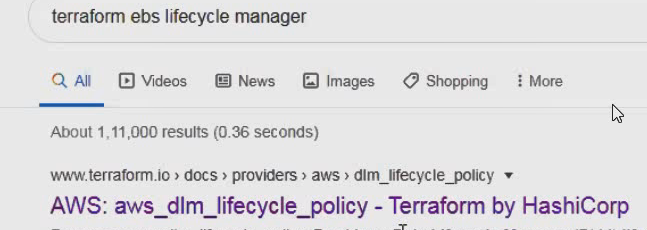 terraform ebs lifecycle manager
All Videos News Images Shopping More
About 1,11,000 results (0.36 seconds)
www.terraform.io › docs › providers › aws › dlm_lifecycle_policy
AWS: aws_dlm_lifecycle_policy - Terraform by HashiCorp